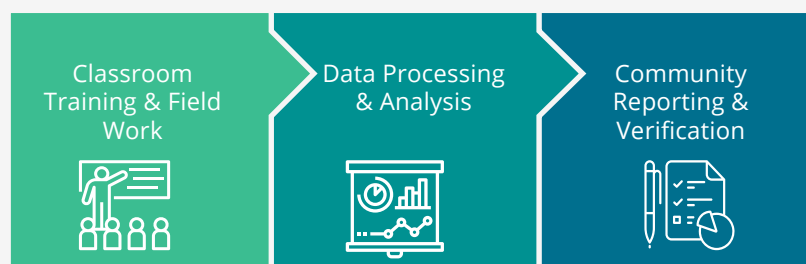 Classroom
Training & Field
Work
Data Processing
& Analysis
Community
Reporting &
Verification